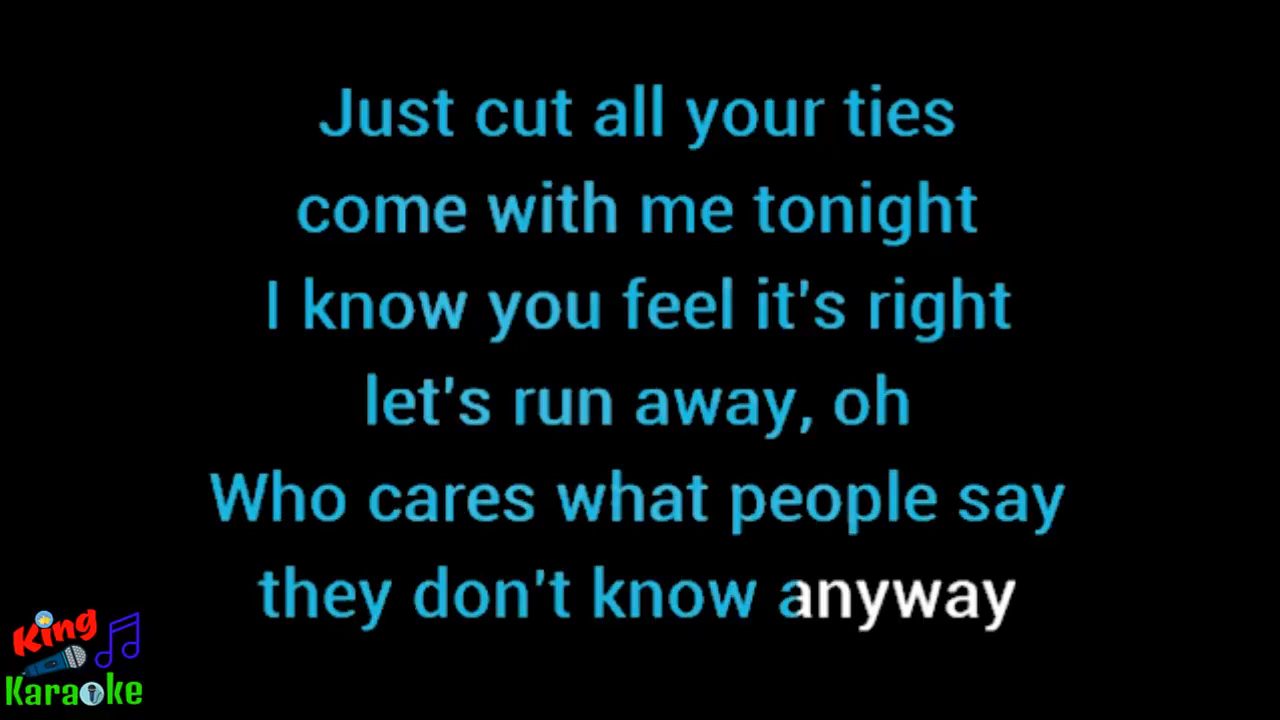 Just cut all your ties
come with me tonight
I know you feel it's right
let's run away, oh
Who cares what people say
they don't know anyway
King
Karaoke